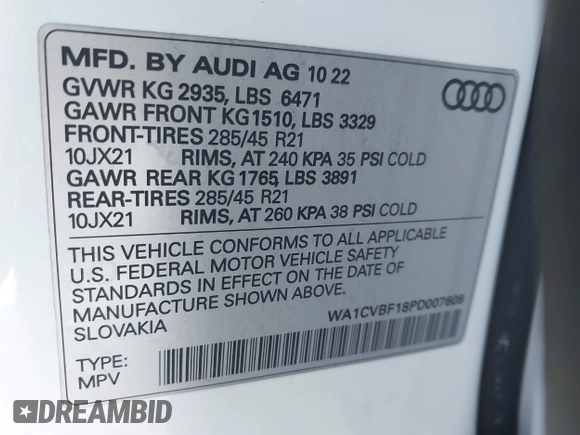 MFD. BY AUDI AG 10 22
GVWR KG 2935, LBS 6471
GAWR FRONT KG1510, LBS 3329
FRONT-TIRES 285/45 R21
10JX21 RIMS, AT 240 KPA 35 PSI COLD
GAWR REAR KG 1765, LBS 3891
REAR-TIRES 285/45 R21
10JX21 RIMS, AT 260 KPA 38 PSI COLD
THIS VEHICLE CONFORMS TO ALL APPLICABLE
U.S. FEDERAL MOTOR VEHICLE SAFETY
STANDARDS IN EFFECT ON THE DATE OF
MANUFACTURE SHOWN ABOVE.
SLOVAKIA
WA1CVBF18PD007608
TYPE:
MPV
DREAMBID